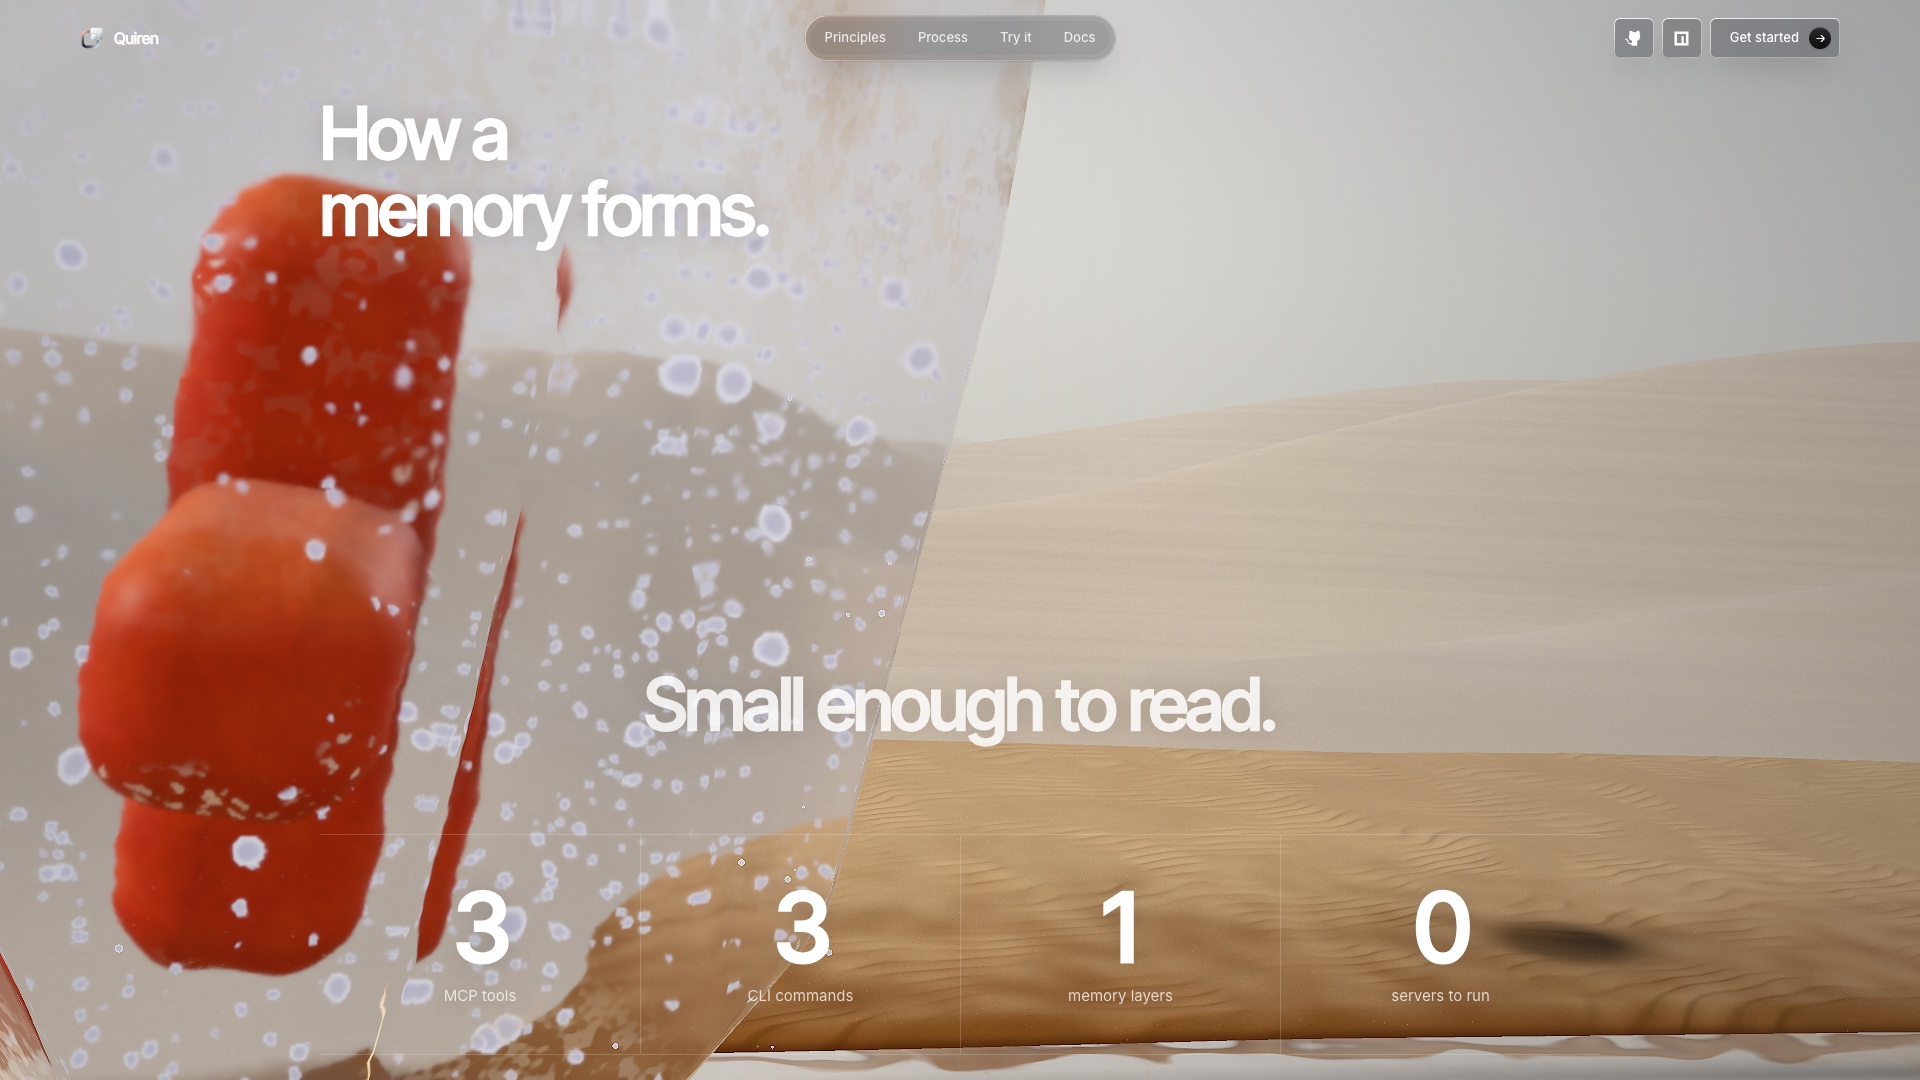 Quiren
Principles
Process
Try it
Docs
Get started
How a
memory forms.
Small enough to read.
3
MCP tools
3
CLI commands
1
memory layers
0
servers to run